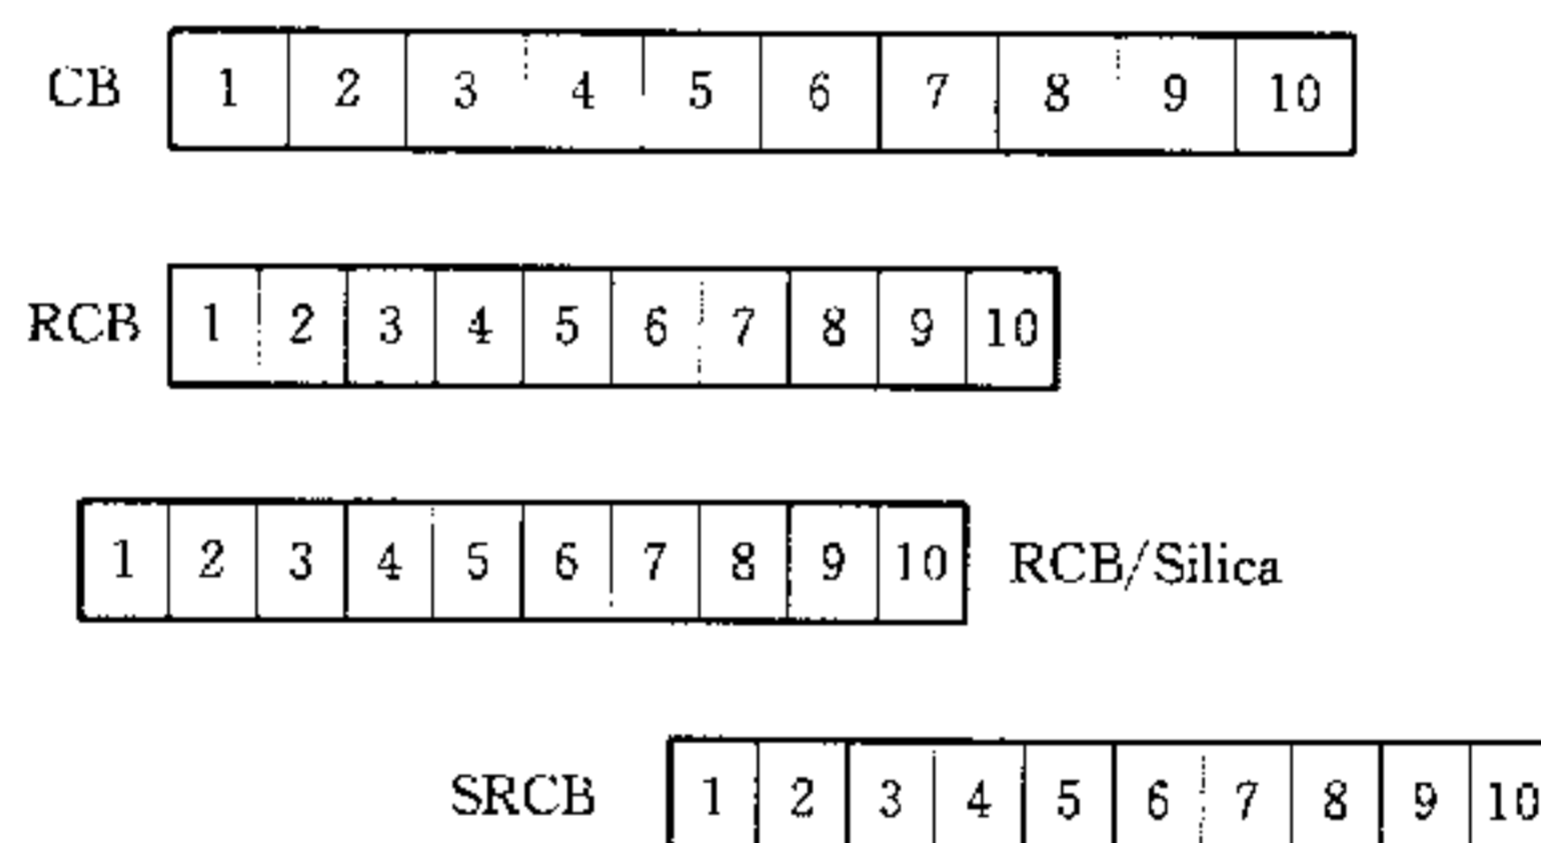 CB 1 2 3 4 5 6 7 8 9 10
RCB 1 2 3 4 5 6 7 8 9 10
1 2 3 4 5 6 7 8 9 10 RCB/Silica
SRCB 1 2 3 4 5 6 7 8 9 10